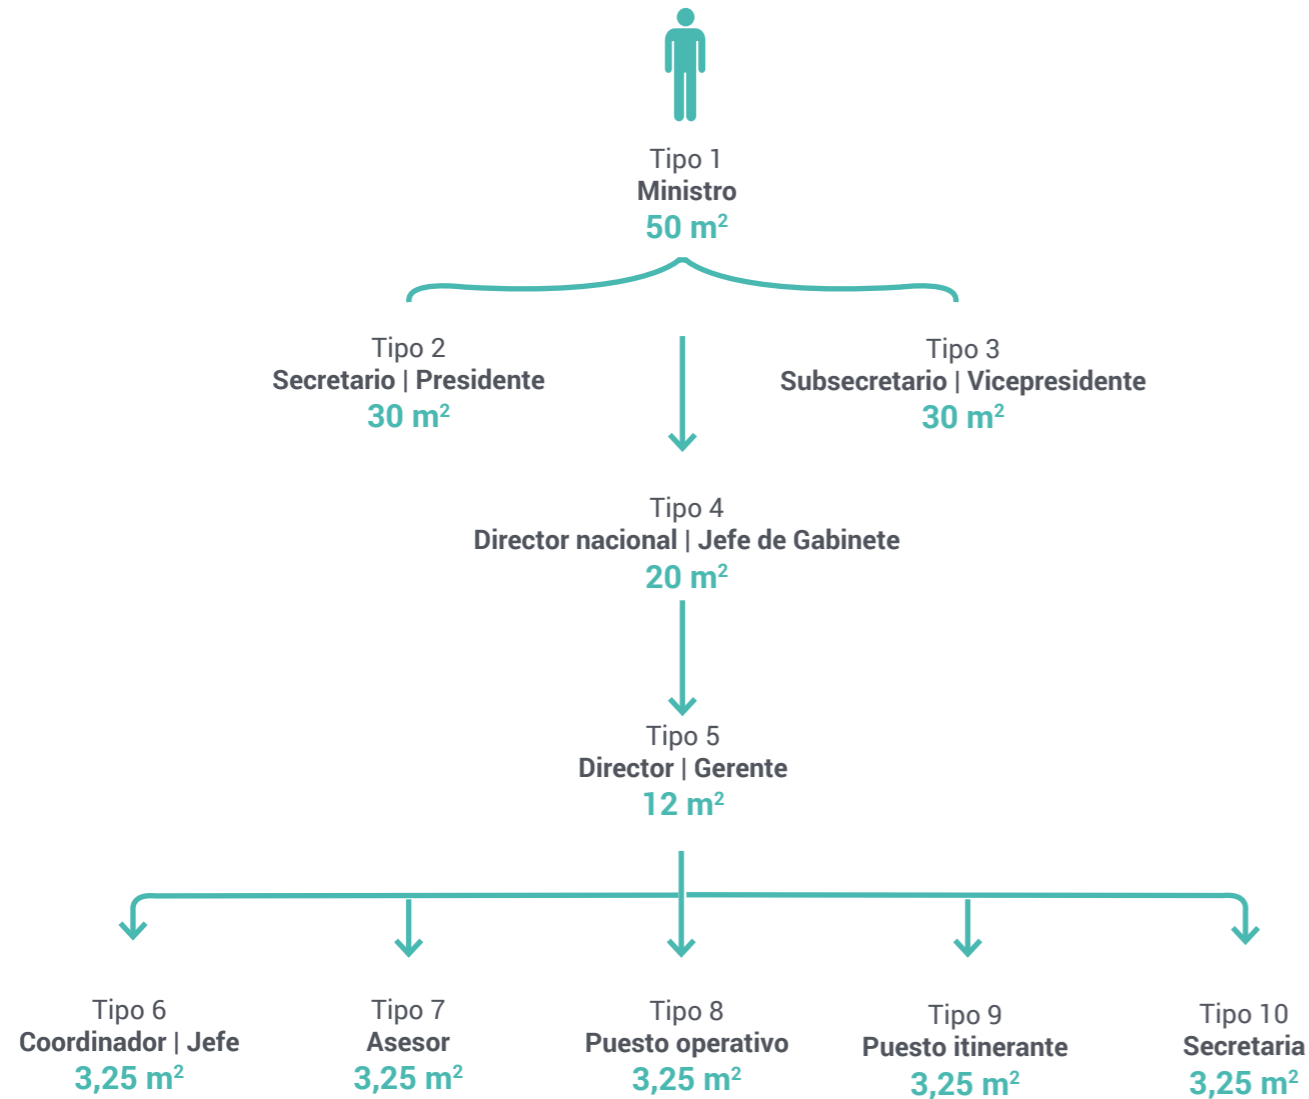 Tipo 1
Ministro
50 m²
Tipo 2
Secretario | Presidente
30 m²
Tipo 3
Subsecretario | Vicepresidente
30 m²
Tipo 4
Director nacional | Jefe de Gabinete
20 m²
Tipo 5
Director | Gerente
12 m²
Tipo 6
Coordinador | Jefe
3,25 m²
Tipo 7
Asesor
3,25 m²
Tipo 8
Puesto operativo
3,25 m²
Tipo 9
Puesto itinerante
3,25 m²
Tipo 10
Secretaria
3,25 m²